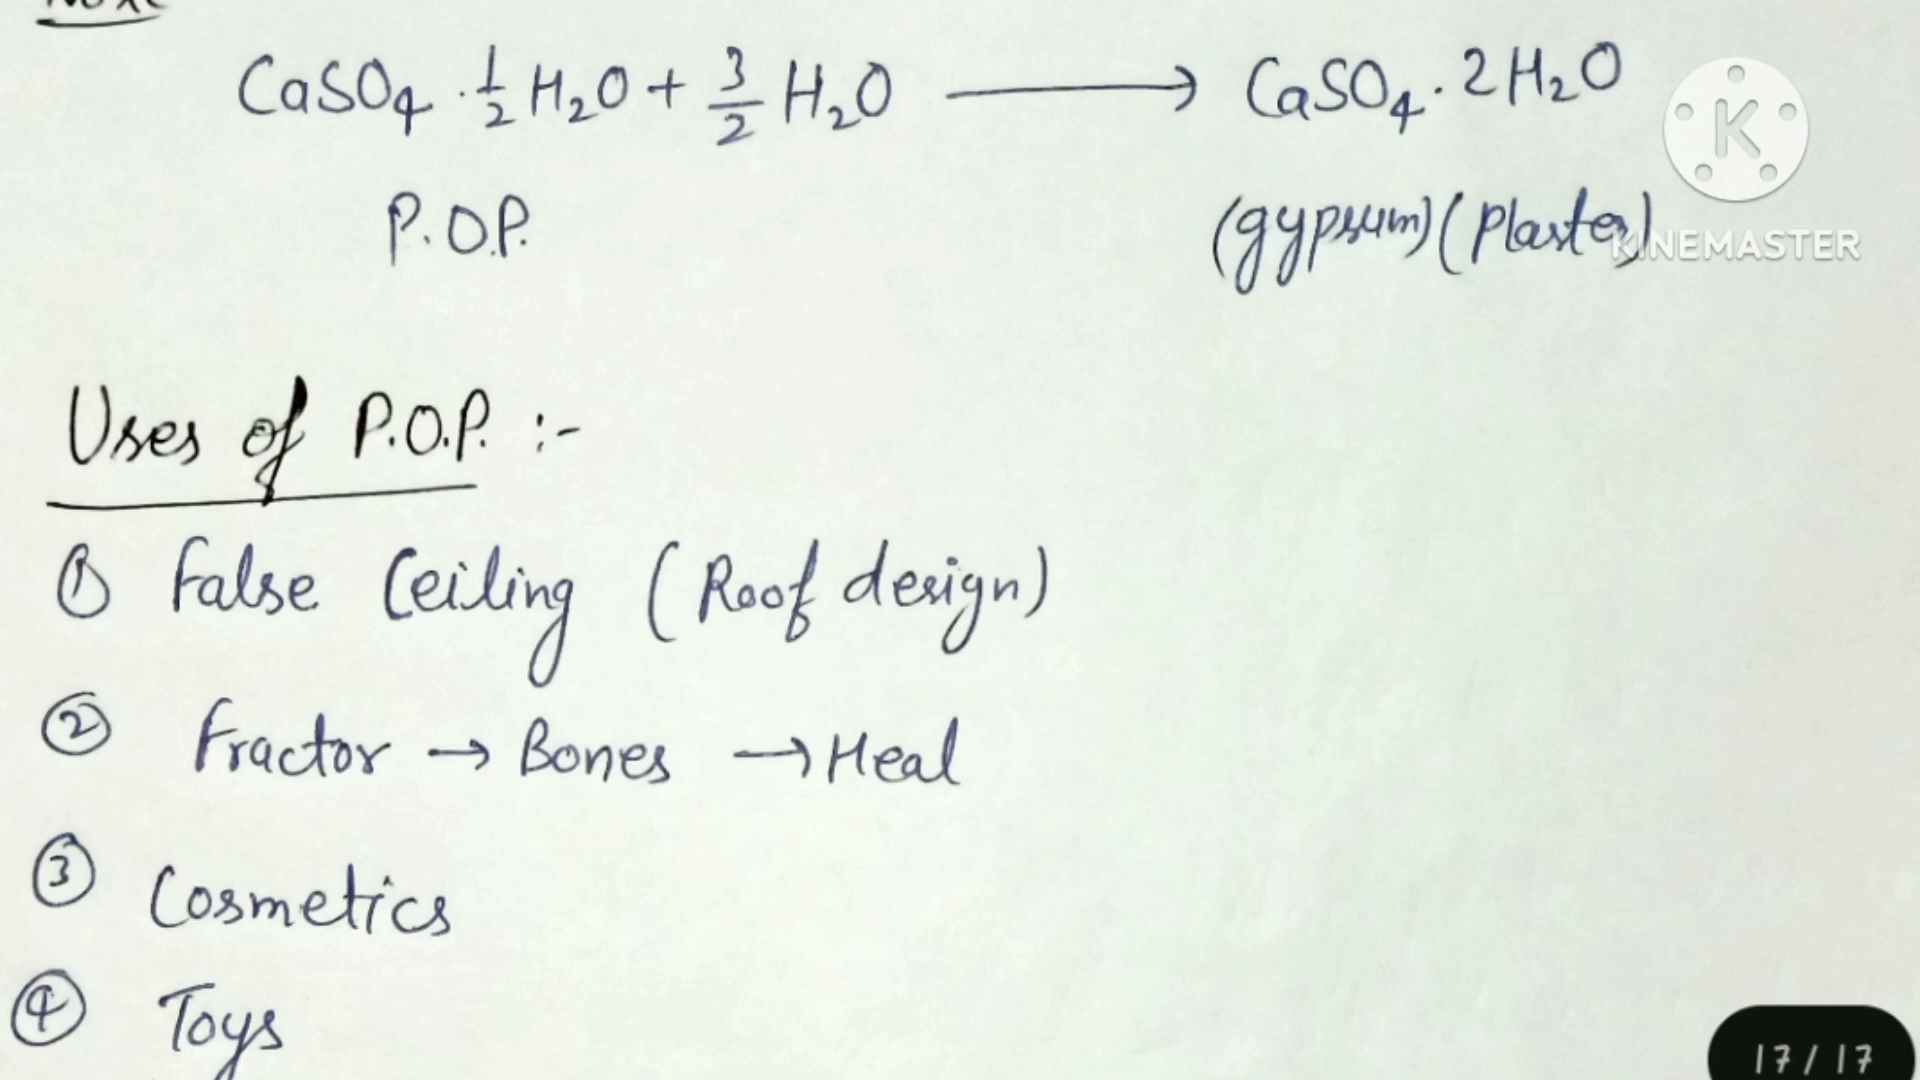 CaSO₄ · 1/2 H₂O + 3/2 H₂O ⟶ CaSO₄ · 2H₂O
P.O.P. (gypsum) (Plaster)
K
KINEMASTER
Uses of P.O.P. :-
① False Ceiling (Roof design)
② Fractor → Bones → Heal
③ Cosmetics
④ Toys
17/17